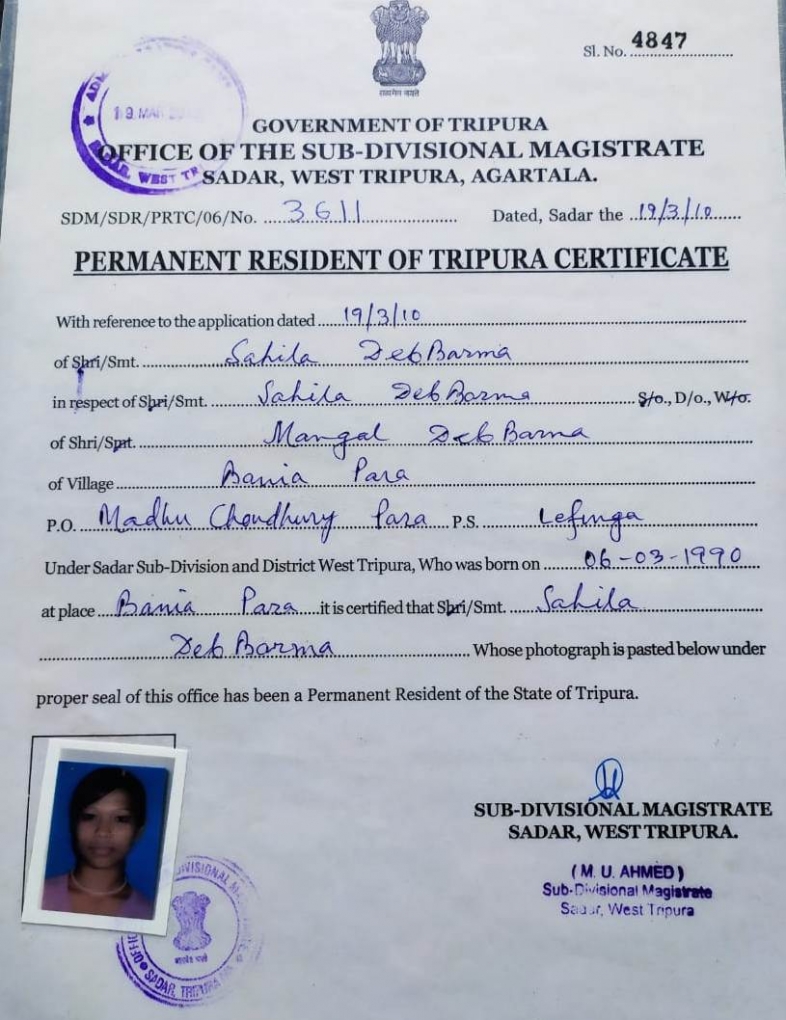 Sl. No. 4847
सत्यमेव जयते
19 MAR
SADAR, WEST TRI
GOVERNMENT OF TRIPURA
OFFICE OF THE SUB-DIVISIONAL MAGISTRATE
SADAR, WEST TRIPURA, AGARTALA.
SDM/SDR/PRTC/06/No. 3611 Dated, Sadar the 19/3/10
PERMANENT RESIDENT OF TRIPURA CERTIFICATE
With reference to the application dated 19/3/10
of Shri/Smt. Sahila DebBarma
in respect of Shri/Smt. Sahila DebBarma S/o., D/o., W/o.
of Shri/Smt. Mangal DebBarma
of Village Bania Para
P.O. Madhu Choudhury Para P.S. Lefunga
Under Sadar Sub-Division and District West Tripura, Who was born on 06-03-1990
at place Bania Para it is certified that Shri/Smt. Sahila
Deb Barma Whose photograph is pasted below under
proper seal of this office has been a Permanent Resident of the State of Tripura.
SUB-DIVISIONAL MAGISTRATE
SADAR, WEST TRIPURA.
(M. U. AHMED)
Sub-Divisional Magistrate
Sadar, West Tripura
DIVISIONAL M
SADAR, TRIPURA